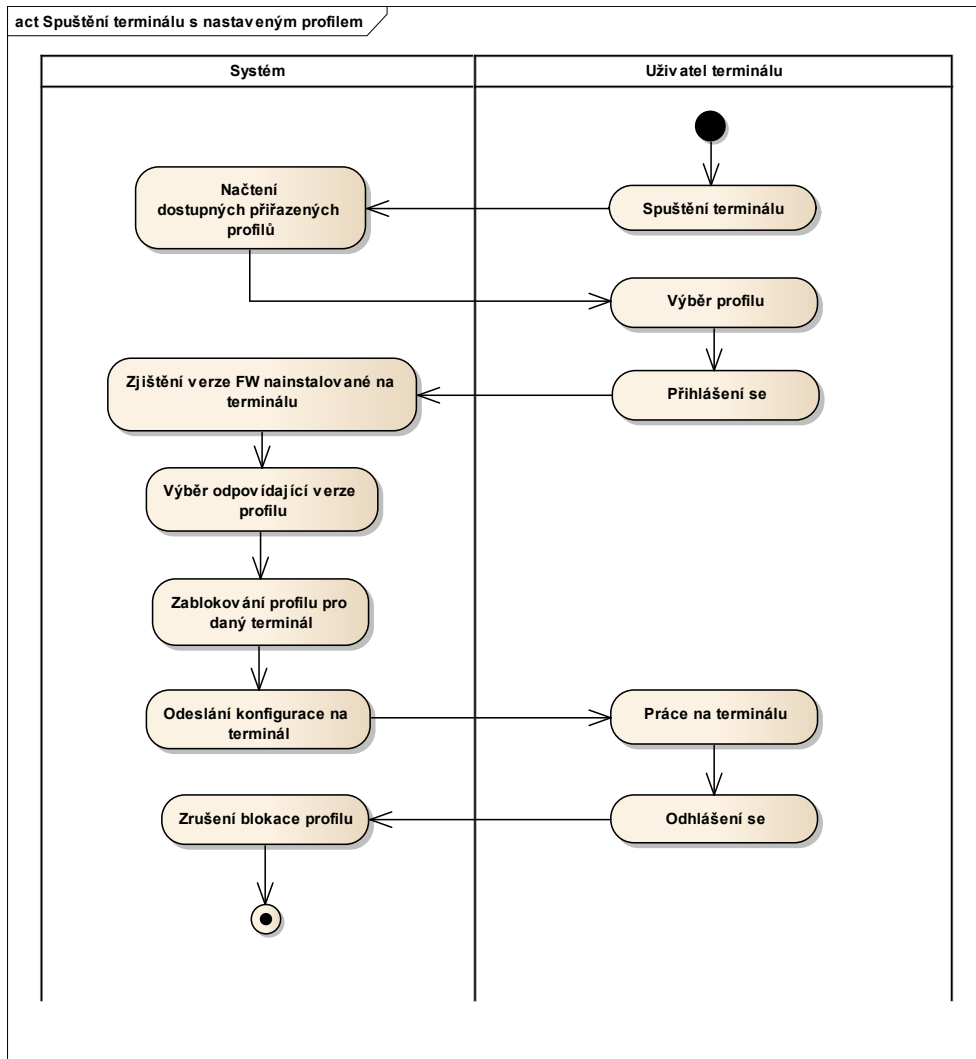 act Spuštění terminálu s nastaveným profilem
Systém
Uživatel terminálu
Načtení
dostupných přiřazených
profilů
Spuštění terminálu
Výběr profilu
Zjištění verze FW nainstalované na
terminálu
Přihlášení se
Výběr odpovídající verze
profilu
Zablokování profilu pro
daný terminál
Odeslání konfigurace na
terminál
Práce na terminálu
Zrušení blokace profilu
Odhlášení se